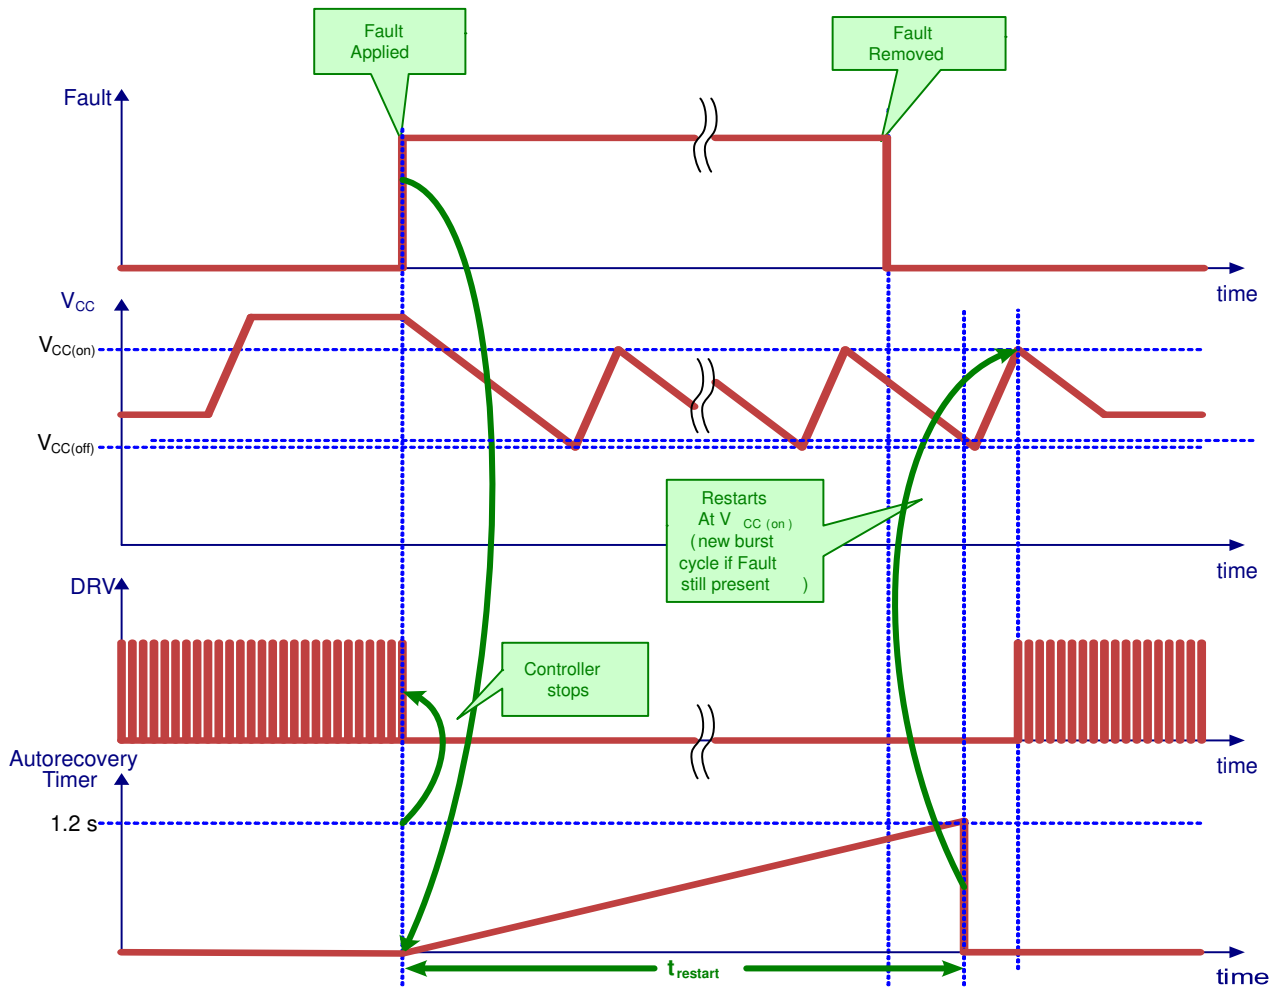 Fault
Applied
Fault
Removed
Fault
time
VCC
VCC(on)
VCC(off)
Restarts
At V CC (on)
(new burst
cycle if Fault
still present )
time
DRV
Controller
stops
time
Autorecovery
Timer
1.2 s
trestart
time